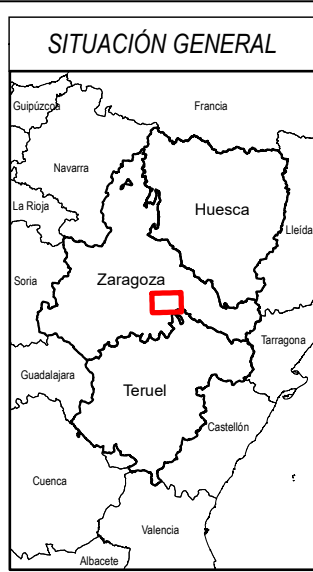 SITUACIÓN GENERAL
Guipúzcoa
Francia
Navarra
La Rioja
Huesca
Lleida
Soria
Zaragoza
Tarragona
Guadalajara
Teruel
Castellón
Cuenca
Valencia
Albacete